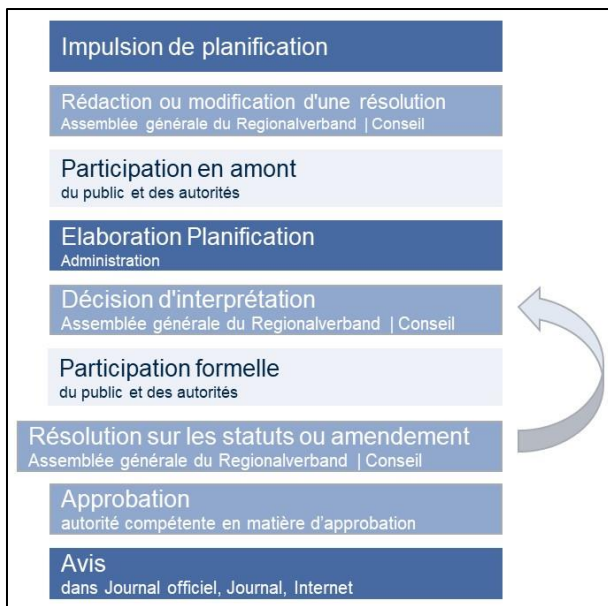 Impulsion de planification
Rédaction ou modification d'une résolution
Assemblée générale du Regionalverband | Conseil
Participation en amont
du public et des autorités
Elaboration Planification
Administration
Décision d'interprétation
Assemblée générale du Regionalverband | Conseil
Participation formelle
du public et des autorités
Résolution sur les statuts ou amendement
Assemblée générale du Regionalverband | Conseil
Approbation
autorité compétente en matière d'approbation
Avis
dans Journal officiel, Journal, Internet